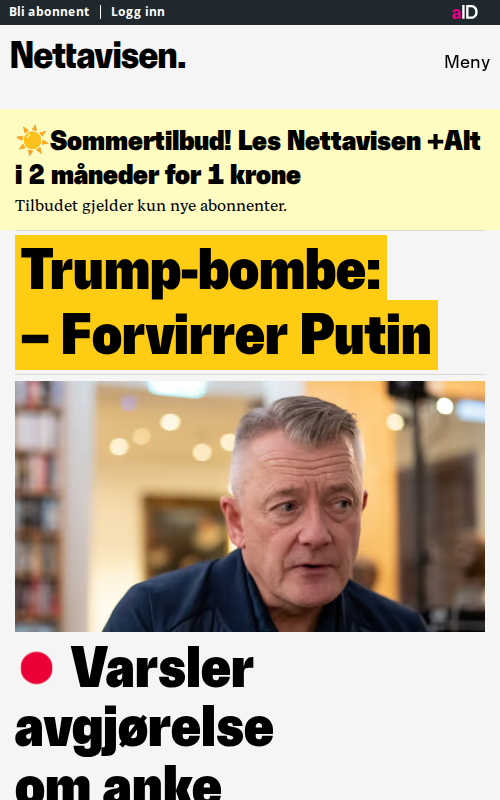 Bli abonnent | Logg inn
aID
Nettavisen.
Meny
☀️Sommertilbud! Les Nettavisen +Alt
i 2 måneder for 1 krone
Tilbudet gjelder kun nye abonnenter.
Trump-bombe:
– Forvirrer Putin
Varsler
avgjørelse
om anke